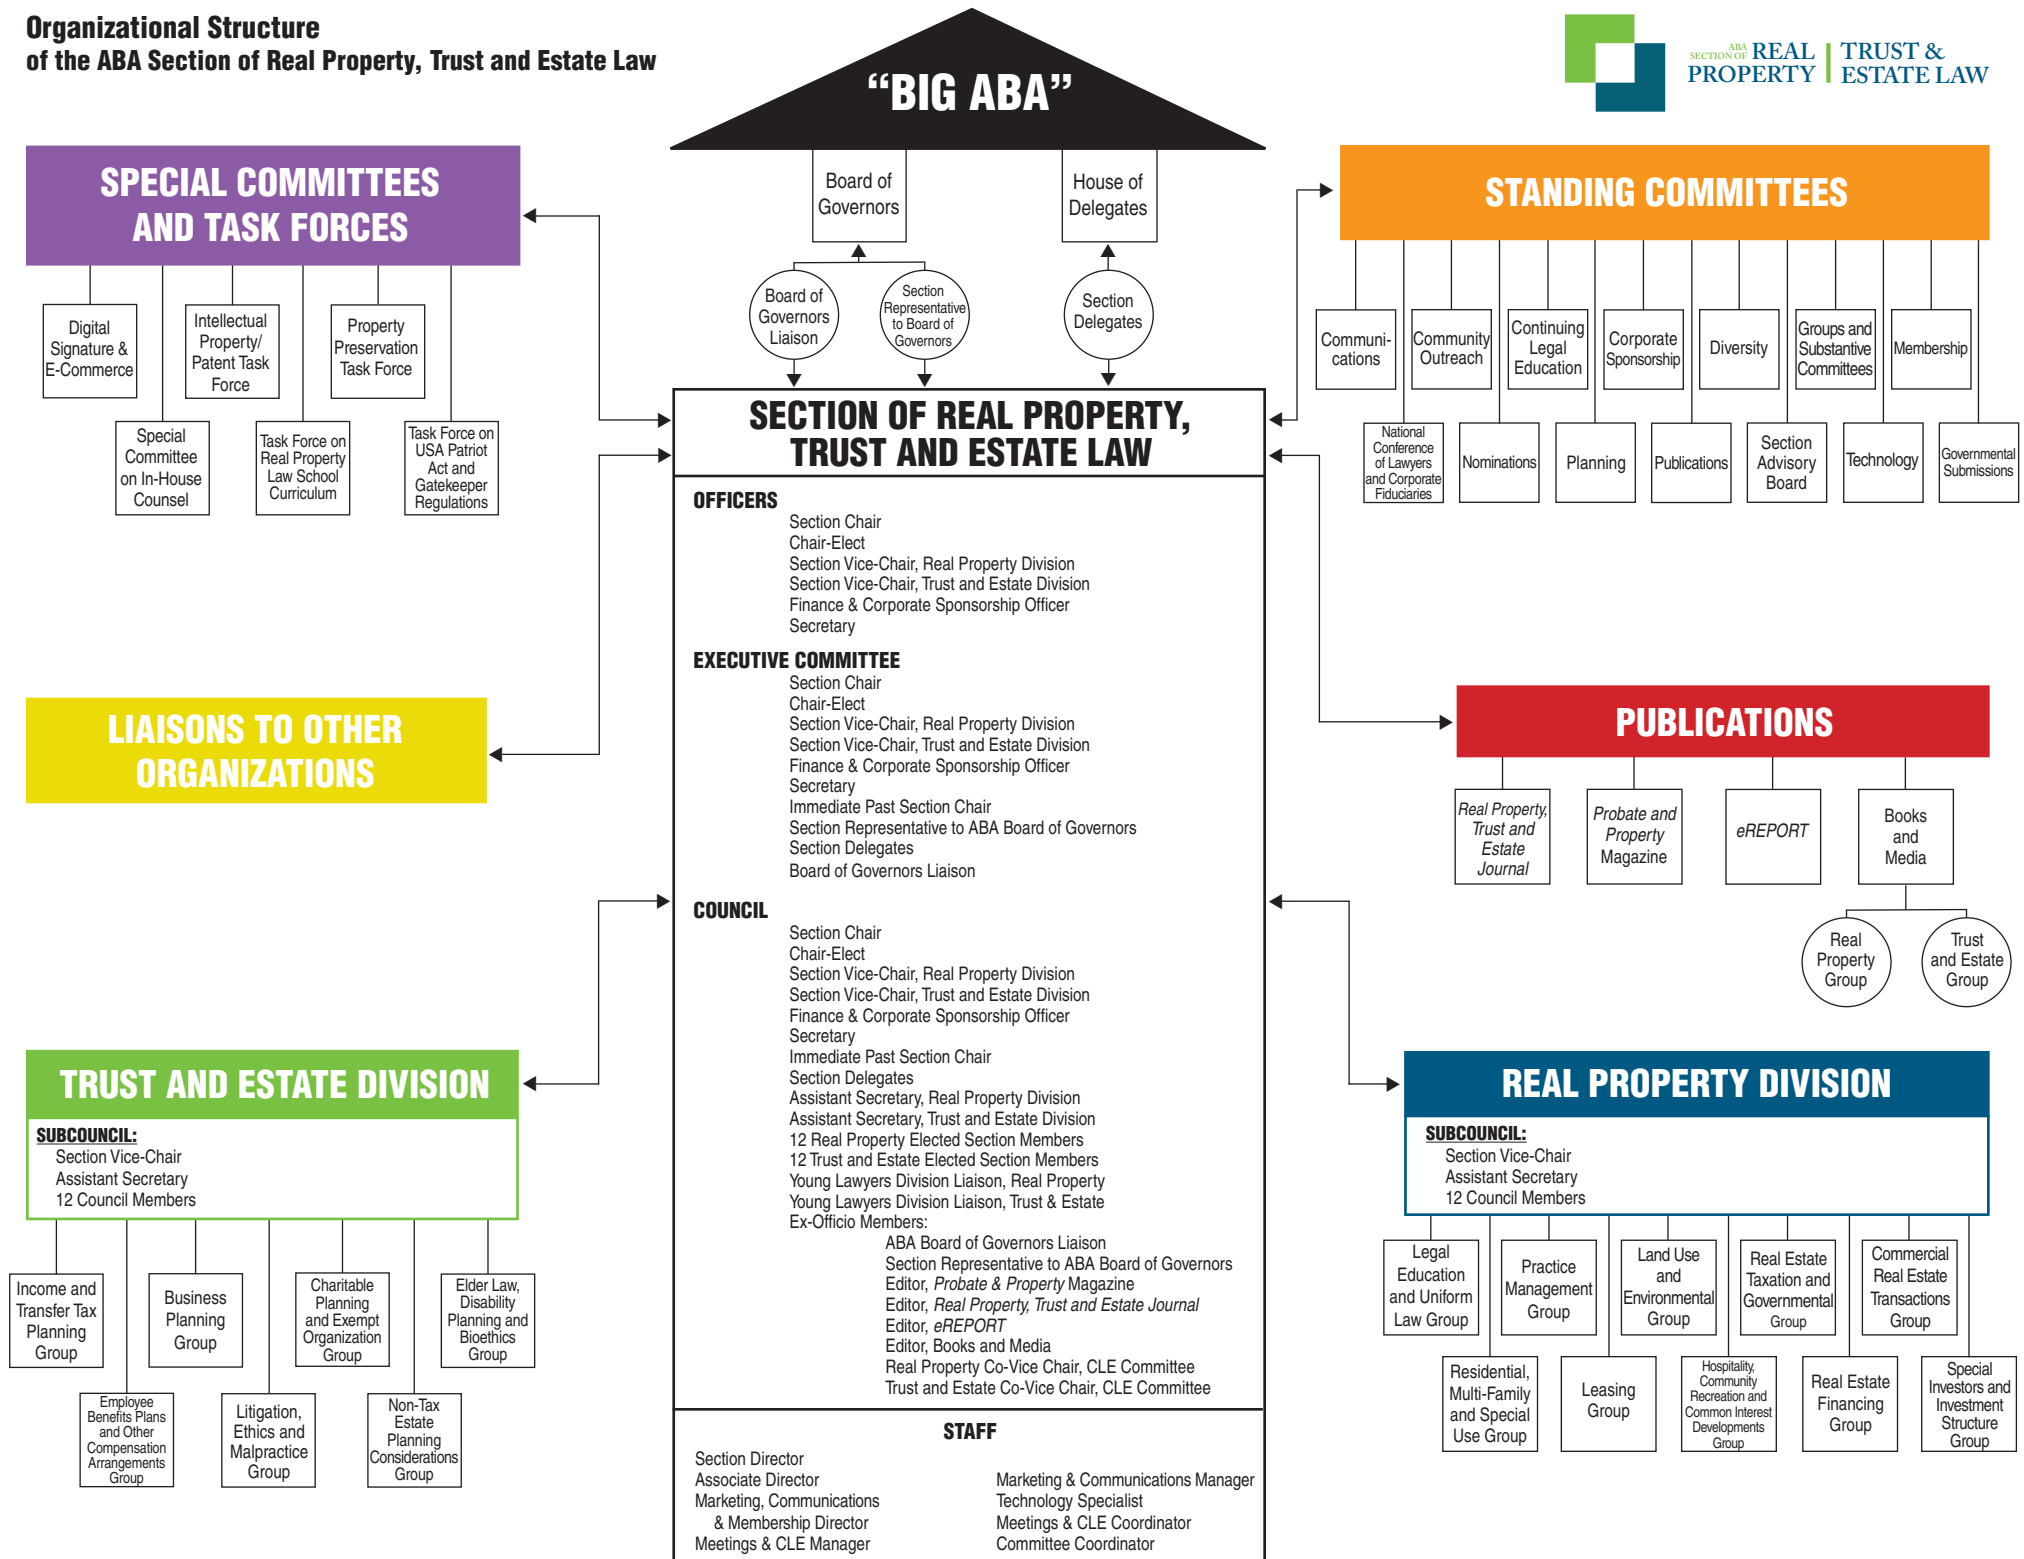 Organizational Structure
of the ABA Section of Real Property, Trust and Estate Law
“BIG ABA”
ABA
SECTION OF REAL
PROPERTY
TRUST &
ESTATE LAW
Board of
Governors
House of
Delegates
Board of
Governors
Liaison
Section
Representative
to Board of
Governors
Section
Delegates
SPECIAL COMMITTEES
AND TASK FORCES
Digital
Signature &
E-Commerce
Intellectual
Property/
Patent Task
Force
Property
Preservation
Task Force
Special
Committee
on In-House
Counsel
Task Force on
Real Property
Law School
Curriculum
Task Force on
USA Patriot
Act and
Gatekeeper
Regulations
STANDING COMMITTEES
Communi-
cations
Community
Outreach
Continuing
Legal
Education
Corporate
Sponsorship
Diversity
Groups and
Substantive
Committees
Membership
National
Conference
of Lawyers
and Corporate
Fiduciaries
Nominations
Planning
Publications
Section
Advisory
Board
Technology
Governmental
Submissions
SECTION OF REAL PROPERTY,
TRUST AND ESTATE LAW
OFFICERS
Section Chair
Chair-Elect
Section Vice-Chair, Real Property Division
Section Vice-Chair, Trust and Estate Division
Finance & Corporate Sponsorship Officer
Secretary
EXECUTIVE COMMITTEE
Section Chair
Chair-Elect
Section Vice-Chair, Real Property Division
Section Vice-Chair, Trust and Estate Division
Finance & Corporate Sponsorship Officer
Secretary
Immediate Past Section Chair
Section Representative to ABA Board of Governors
Section Delegates
Board of Governors Liaison
COUNCIL
Section Chair
Chair-Elect
Section Vice-Chair, Real Property Division
Section Vice-Chair, Trust and Estate Division
Finance & Corporate Sponsorship Officer
Secretary
Immediate Past Section Chair
Section Delegates
Assistant Secretary, Real Property Division
Assistant Secretary, Trust and Estate Division
12 Real Property Elected Section Members
12 Trust and Estate Elected Section Members
Young Lawyers Division Liaison, Real Property
Young Lawyers Division Liaison, Trust & Estate
Ex-Officio Members:
ABA Board of Governors Liaison
Section Representative to ABA Board of Governors
Editor, Probate & Property Magazine
Editor, Real Property, Trust and Estate Journal
Editor, eREPORT
Editor, Books and Media
Real Property Co-Vice Chair, CLE Committee
Trust and Estate Co-Vice Chair, CLE Committee
STAFF
Section Director
Associate Director
Marketing, Communications
& Membership Director
Meetings & CLE Manager
Marketing & Communications Manager
Technology Specialist
Meetings & CLE Coordinator
Committee Coordinator
LIAISONS TO OTHER
ORGANIZATIONS
PUBLICATIONS
Real Property,
Trust and
Estate
Journal
Probate and
Property
Magazine
eREPORT
Books
and
Media
Real
Property
Group
Trust
and Estate
Group
TRUST AND ESTATE DIVISION
SUBCOUNCIL:
Section Vice-Chair
Assistant Secretary
12 Council Members
Income and
Transfer Tax
Planning
Group
Business
Planning
Group
Charitable
Planning
and Exempt
Organization
Group
Elder Law,
Disability
Planning and
Bioethics
Group
Employee
Benefits Plans
and Other
Compensation
Arrangements
Group
Litigation,
Ethics and
Malpractice
Group
Non-Tax
Estate
Planning
Considerations
Group
REAL PROPERTY DIVISION
SUBCOUNCIL:
Section Vice-Chair
Assistant Secretary
12 Council Members
Legal
Education
and Uniform
Law Group
Practice
Management
Group
Land Use
and
Environmental
Group
Real Estate
Taxation and
Governmental
Group
Commercial
Real Estate
Transactions
Group
Residential,
Multi-Family
and Special
Use Group
Leasing
Group
Hospitality,
Community
Recreation and
Common Interest
Developments
Group
Real Estate
Financing
Group
Special
Investors and
Investment
Structure
Group